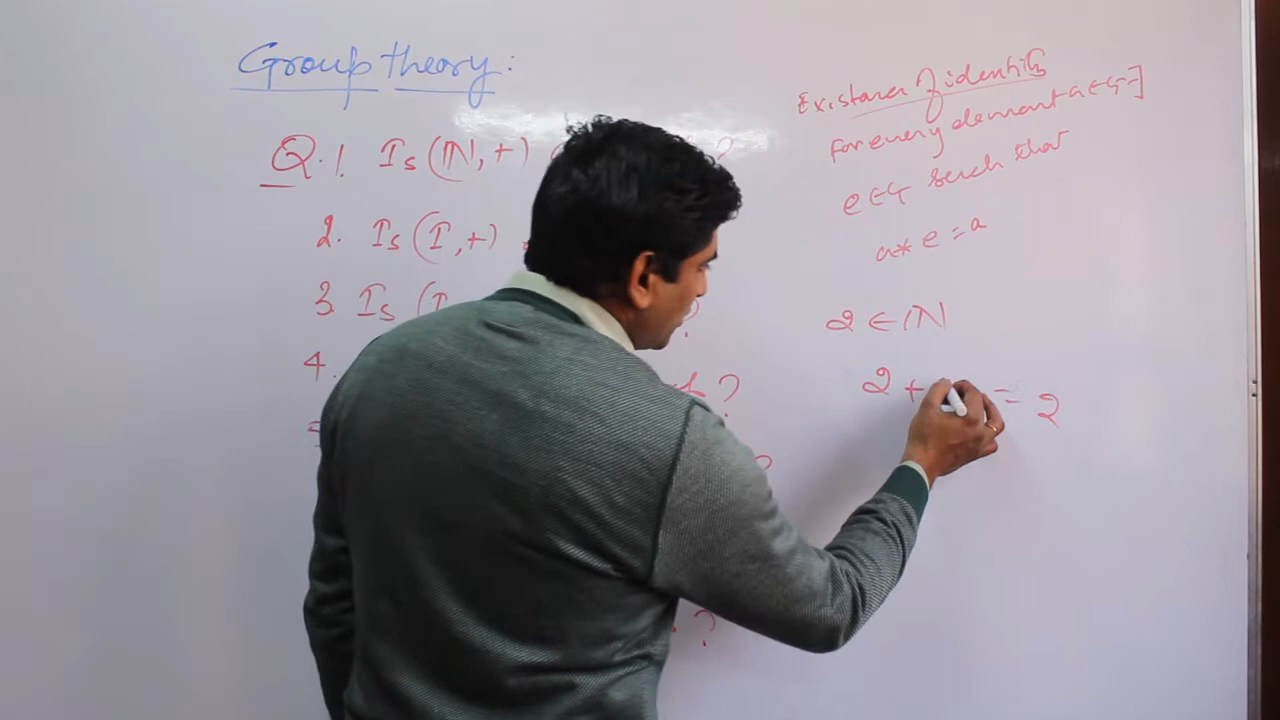 Group theory:
Q.1 Is (N,+) ?
2. Is (I,+)
3. Is (I ?
4. ?
?
?
Existance of identity
for every element a ∈ G ∃
e ∈ G such that
a * e = a
2 ∈ N
2 + = 2